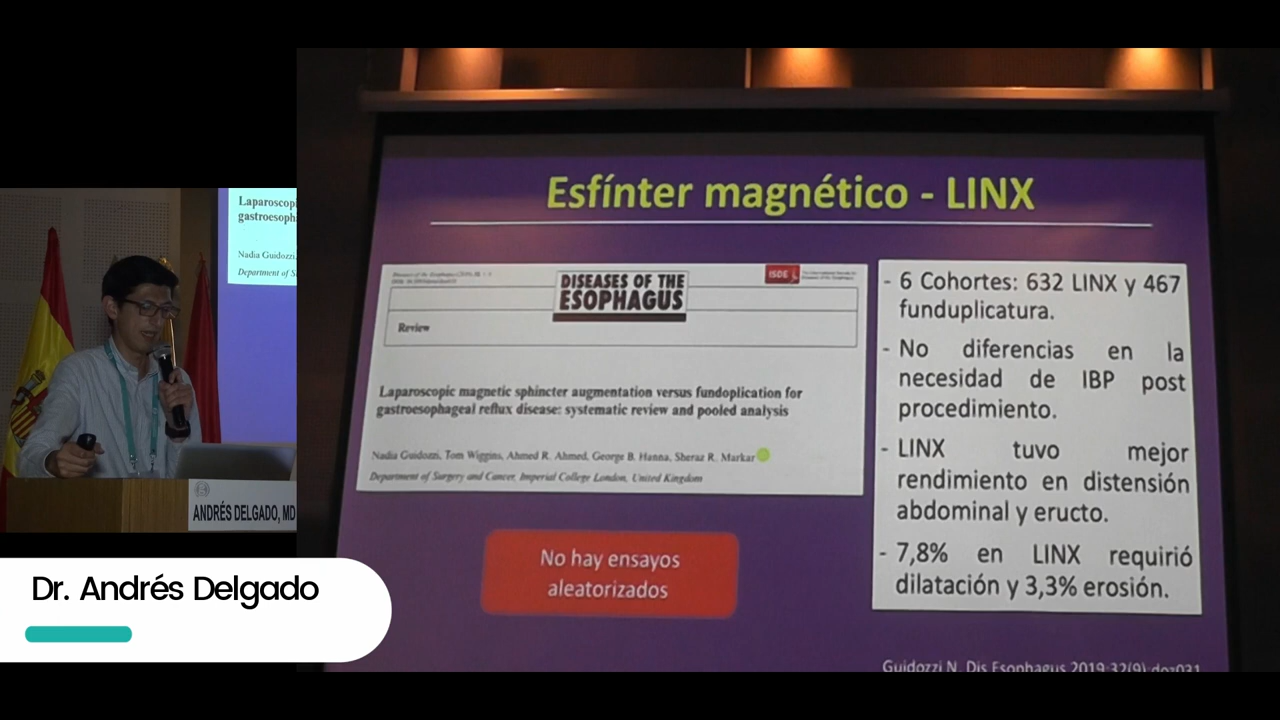 Esfínter magnético - LINX
DISEASES OF THE
ESOPHAGUS
ISDE
Review
Laparoscopic magnetic sphincter augmentation versus fundoplication for
gastroesophageal reflux disease: systematic review and pooled analysis
Nadia Guidozzi, Tom Wiggins, Ahmed R. Ahmed, George B. Hanna, Sheraz R. Markar
Department of Surgery and Cancer, Imperial College London, United Kingdom
No hay ensayos
aleatorizados
- 6 Cohortes: 632 LINX y 467
funduplicatura.
- No diferencias en la
necesidad de IBP post
procedimiento.
- LINX tuvo mejor
rendimiento en distensión
abdominal y eructo.
- 7,8% en LINX requirió
dilatación y 3,3% erosión.
Guidozzi N. Dis Esophagus 2019;32(9):doz031
Laparoscopi
gastroesoph
Nadia Guidozzi,
Department of S
ANDRÉS DELGADO, MD
Dr. Andrés Delgado